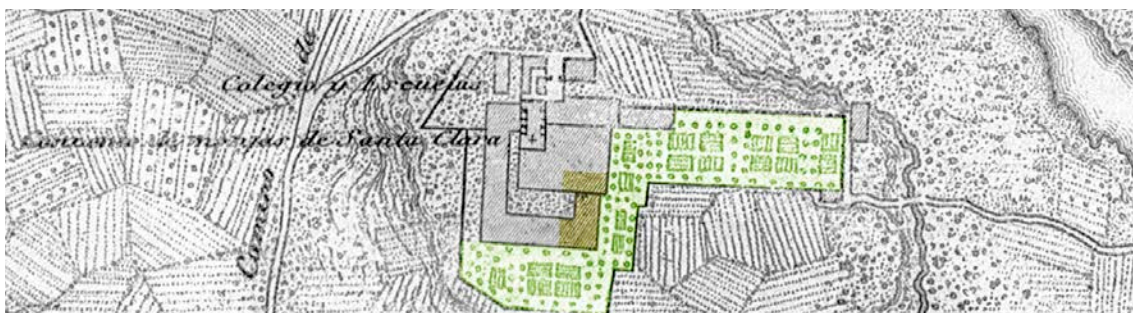 Colegio y Escuelas
Convento de monjas de Santa Clara
Camino de